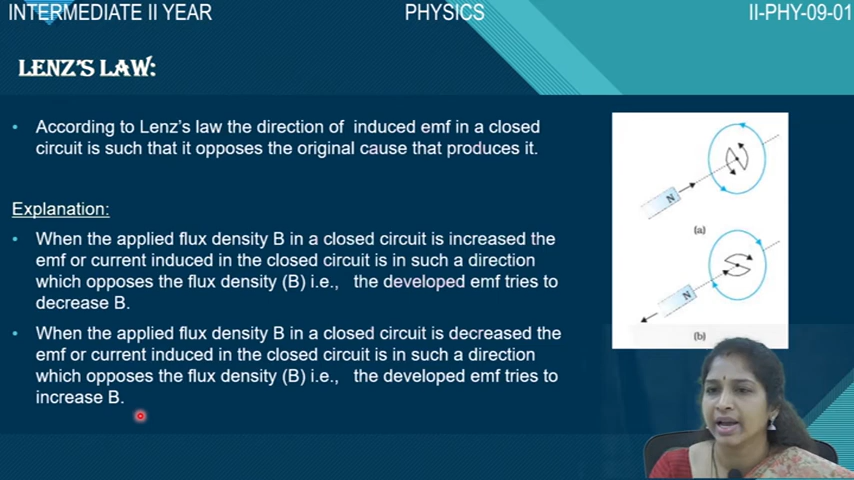 INTERMEDIATE II YEAR PHYSICS II-PHY-09-01
LENZ'S LAW:
• According to Lenz's law the direction of induced emf in a closed
circuit is such that it opposes the original cause that produces it.
Explanation:
• When the applied flux density B in a closed circuit is increased the
emf or current induced in the closed circuit is in such a direction
which opposes the flux density (B) i.e., the developed emf tries to
decrease B.
• When the applied flux density B in a closed circuit is decreased the
emf or current induced in the closed circuit is in such a direction
which opposes the flux density (B) i.e., the developed emf tries to
increase B.
N
(a)
N
(b)